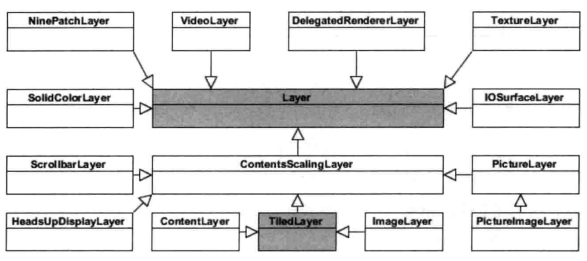 NinePatchLayer
VideoLayer
DelegatedRendererLayer
TextureLayer
SolidColorLayer
Layer
IOSurfaceLayer
ScrollbarLayer
ContentsScalingLayer
PictureLayer
HeadsUpDisplayLayer
ContentLayer
TiledLayer
ImageLayer
PictureImageLayer